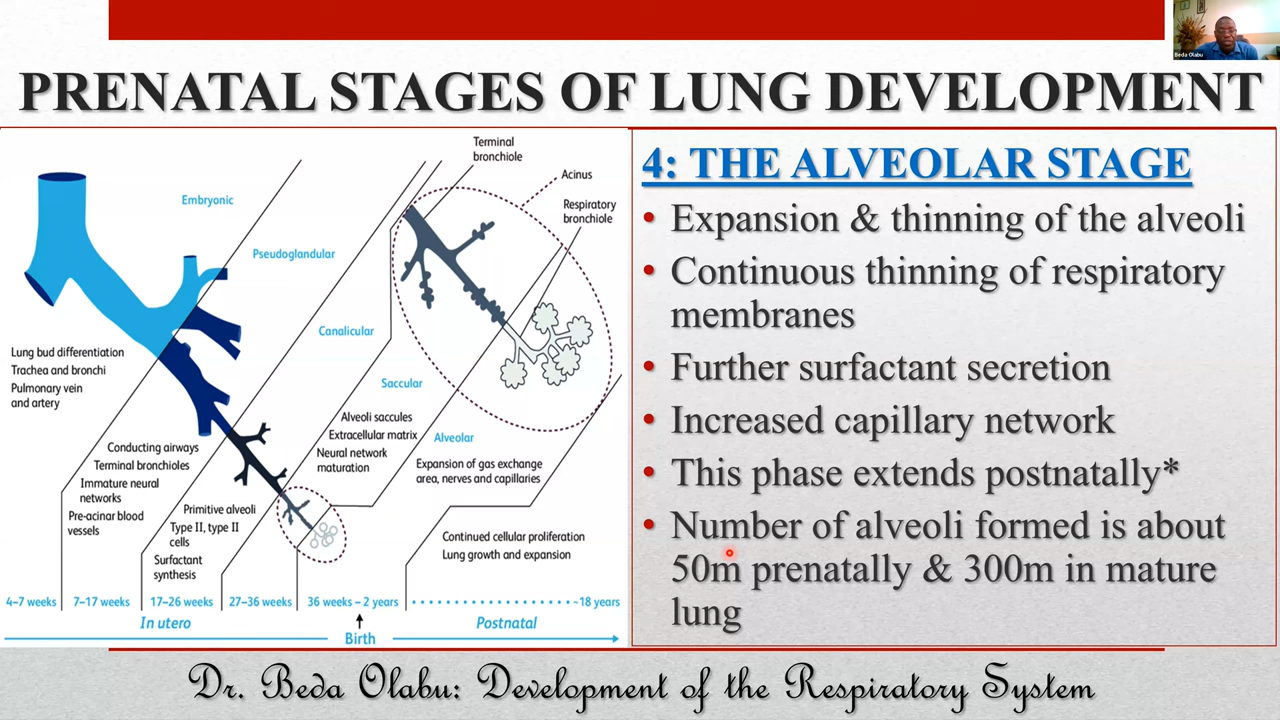 Beda Olabu
PRENATAL STAGES OF LUNG DEVELOPMENT
Terminal
bronchiole
Acinus
Respiratory
bronchiole
Embryonic
Pseudoglandular
Canalicular
Saccular
Alveolar
Lung bud differentiation
Trachea and bronchi
Pulmonary vein
and artery
Conducting airways
Terminal bronchioles
Immature neural
networks
Pre-acinar blood
vessels
Primitive alveoli
Type II, type II
cells
Surfactant
synthesis
Alveoli saccules
Extracellular matrix
Neural network
maturation
Expansion of gas exchange
area, nerves and capillaries
Continued cellular proliferation
Lung growth and expansion
4–7 weeks 7–17 weeks 17–26 weeks 27–36 weeks 36 weeks – 2 years ~18 years
In utero
Birth
Postnatal
4: THE ALVEOLAR STAGE
• Expansion & thinning of the alveoli
• Continuous thinning of respiratory
membranes
• Further surfactant secretion
• Increased capillary network
• This phase extends postnatally*
• Number of alveoli formed is about
50m prenatally & 300m in mature
lung
Dr. Beda Olabu: Development of the Respiratory System